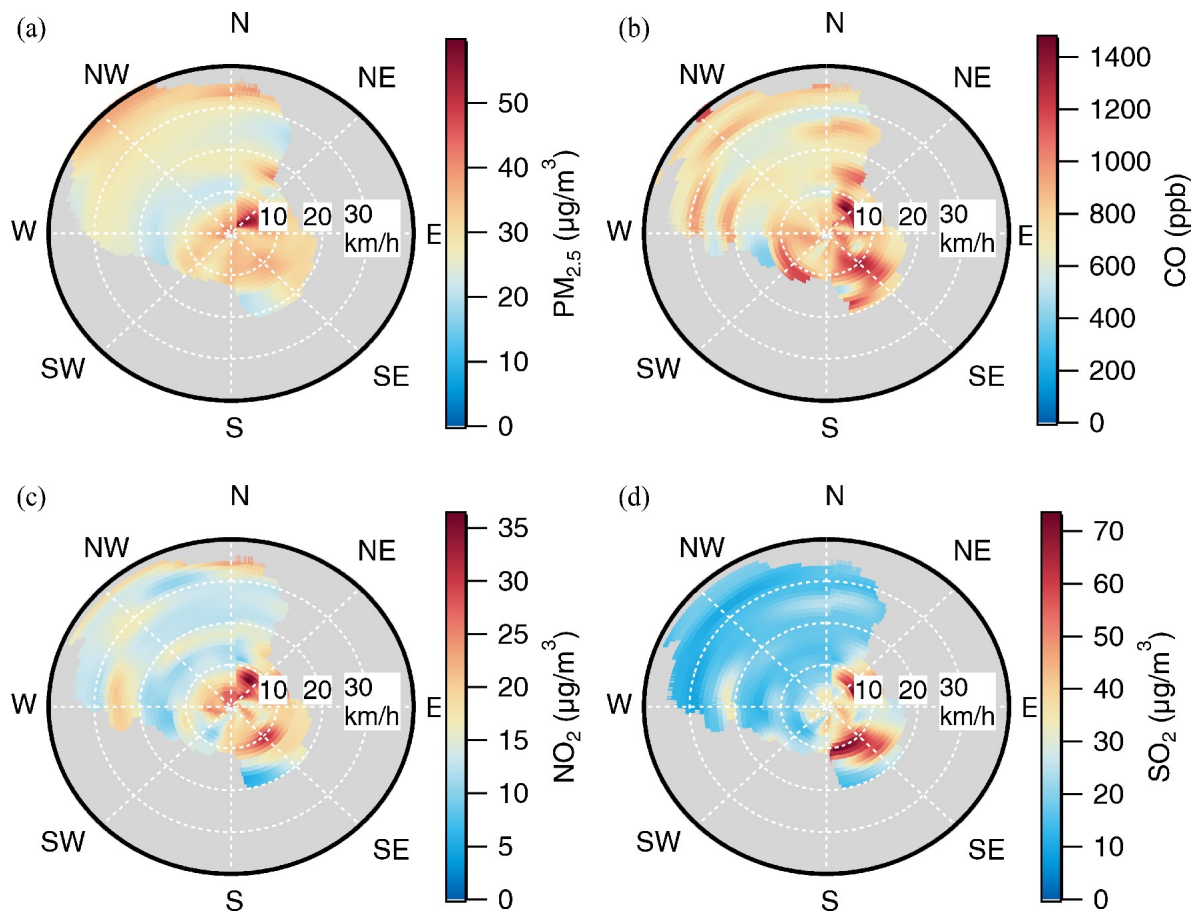 (a)
N
NW
NE
W
10 20 30
km/h
E
SW
SE
S
50
40
30
20
10
0
PM2.5 (µg/m3)
(b)
N
NW
NE
W
10 20 30
km/h
E
SW
SE
S
1400
1200
1000
800
600
400
200
0
CO (ppb)
(c)
N
NW
NE
W
10 20 30
km/h
E
SW
SE
S
35
30
25
20
15
10
5
0
NO2 (µg/m3)
(d)
N
NW
NE
W
10 20 30
km/h
E
SW
SE
S
70
60
50
40
30
20
10
0
SO2 (µg/m3)